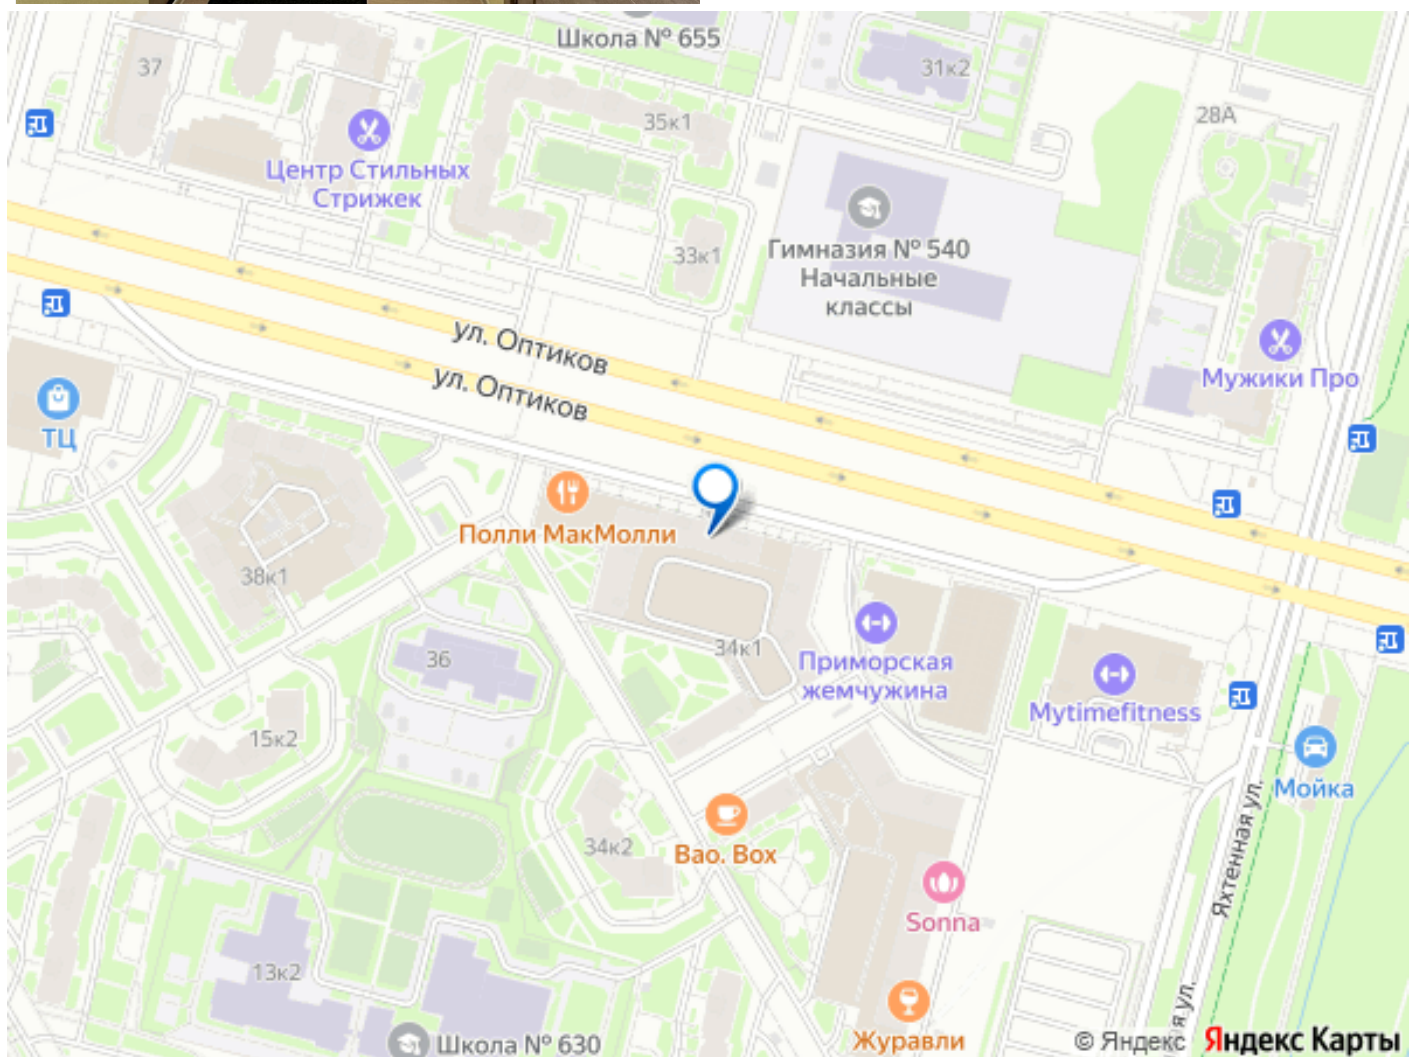 Школа № 655
37
31к2
28А
35к1
Центр Стильных
Стрижек
33к1
Гимназия № 540
Начальные
классы
ул. Оптиков
ул. Оптиков
Мужики Про
ТЦ
Полли МакМолли
38к1
34к1
36
Приморская
жемчужина
Mytimefitness
15к2
Мойка
34к2
Bao. Box
Яхтенная ул.
Sonna
13к2
Школа № 630
Журавли
ул.
© Яндекс Яндекс Карты